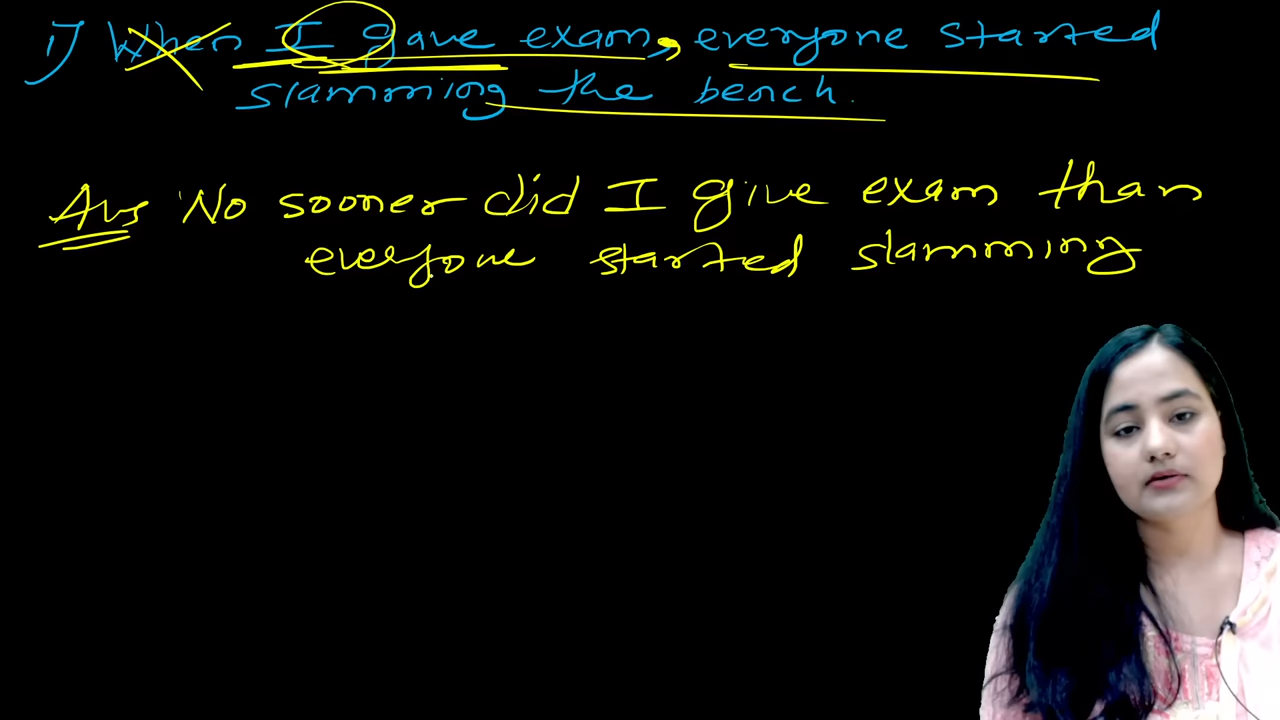 1) When I gave exam, everyone started
slamming the bench.
Ans No sooner did I give exam than
everyone started slamming